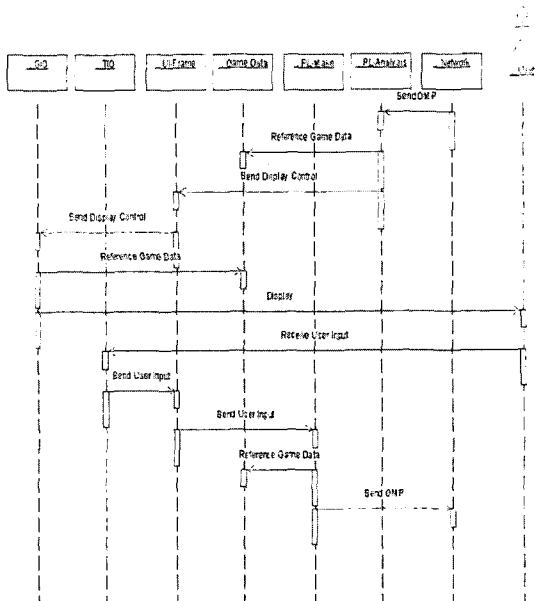 GIO
TIO
UI-Frame
Game Data
PL-Make
PL-Analysis
Network
User
Send OMP
Reference Game Data
Send Display Control
Send Display Control
Reference Game Data
Display
Receive User Input
Send User Input
Send User Input
Reference Game Data
Send OMP